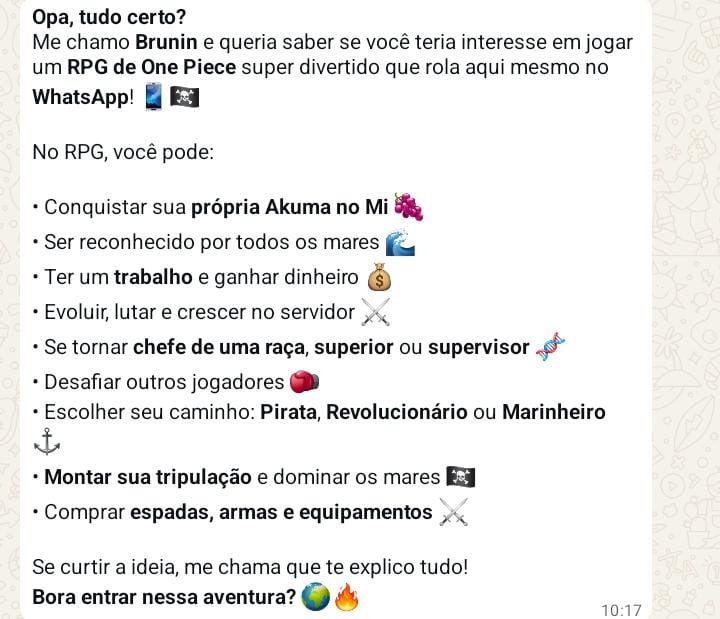 Opa, tudo certo?
Me chamo Brunin e queria saber se você teria interesse em jogar
um RPG de One Piece super divertido que rola aqui mesmo no
WhatsApp! 📱🏴‍☠️
No RPG, você pode:
• Conquistar sua própria Akuma no Mi 🍇
• Ser reconhecido por todos os mares 🌊
• Ter um trabalho e ganhar dinheiro 💰
• Evoluir, lutar e crescer no servidor ⚔️
• Se tornar chefe de uma raça, superior ou supervisor 🧬
• Desafiar outros jogadores 🥊
• Escolher seu caminho: Pirata, Revolucionário ou Marinheiro
⚓
• Montar sua tripulação e dominar os mares 🏴‍☠️
• Comprar espadas, armas e equipamentos ⚔️
Se curtir a ideia, me chama que te explico tudo!
Bora entrar nessa aventura? 🌍🔥
10:17